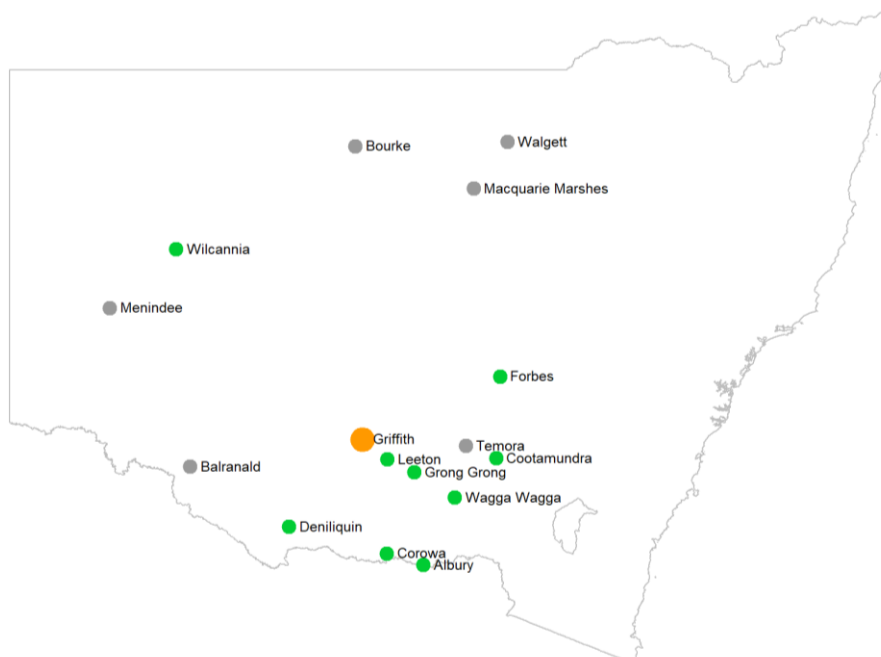 Walgett
Bourke
Macquarie Marshes
Wilcannia
Menindee
Forbes
Griffith
Temora
Leeton
Cootamundra
Balranald
Grong Grong
Wagga Wagga
Deniliquin
Corowa
Albury